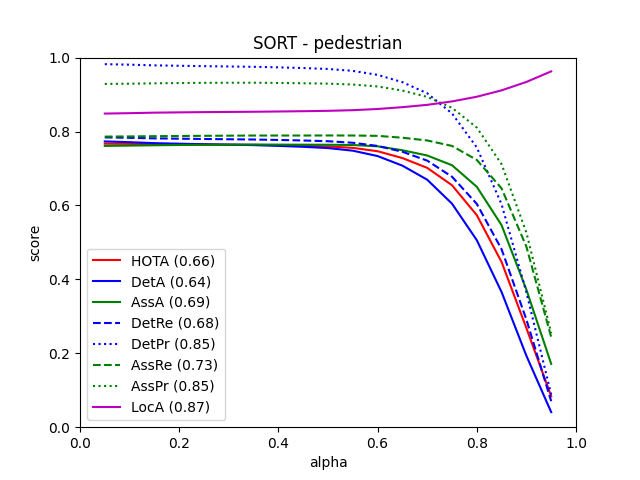 SORT - pedestrian
score
1.0
0.8
0.6
0.4
0.2
0.0
HOTA (0.66)
DetA (0.64)
AssA (0.69)
DetRe (0.68)
DetPr (0.85)
AssRe (0.73)
AssPr (0.85)
LocA (0.87)
0.0 0.2 0.4 0.6 0.8 1.0
alpha